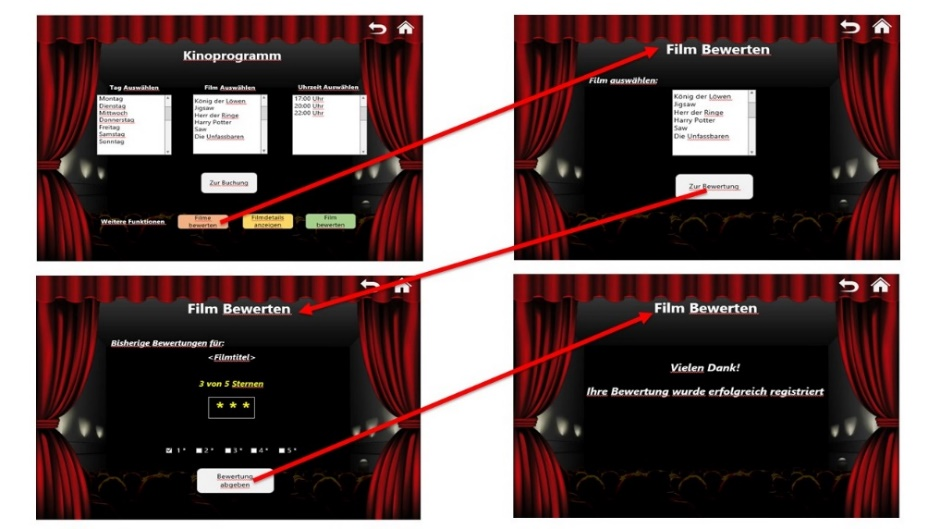 Kinoprogramm
Tag Auswählen
Montag
Dienstag
Mittwoch
Donnerstag
Freitag
Samstag
Sonntag
Film Auswählen
König der Löwen
Jigsaw
Herr der Ringe
Harry Potter
Saw
Die Unfassbaren
Uhrzeit Auswählen
17:00 Uhr
20:00 Uhr
22:00 Uhr
Zur Buchung
Weitere Funktionen
Filme
bewerten
Filmdetails
anzeigen
Film
bewerten
Film Bewerten
Film auswählen:
König der Löwen
Jigsaw
Herr der Ringe
Harry Potter
Saw
Die Unfassbaren
Zur Bewertung
Film Bewerten
Bisherige Bewertungen für:
<Filmtitel>
3 von 5 Sternen
* * *
1* 2* 3* 4* 5*
Bewertung
abgeben
Film Bewerten
Vielen Dank!
Ihre Bewertung wurde erfolgreich registriert